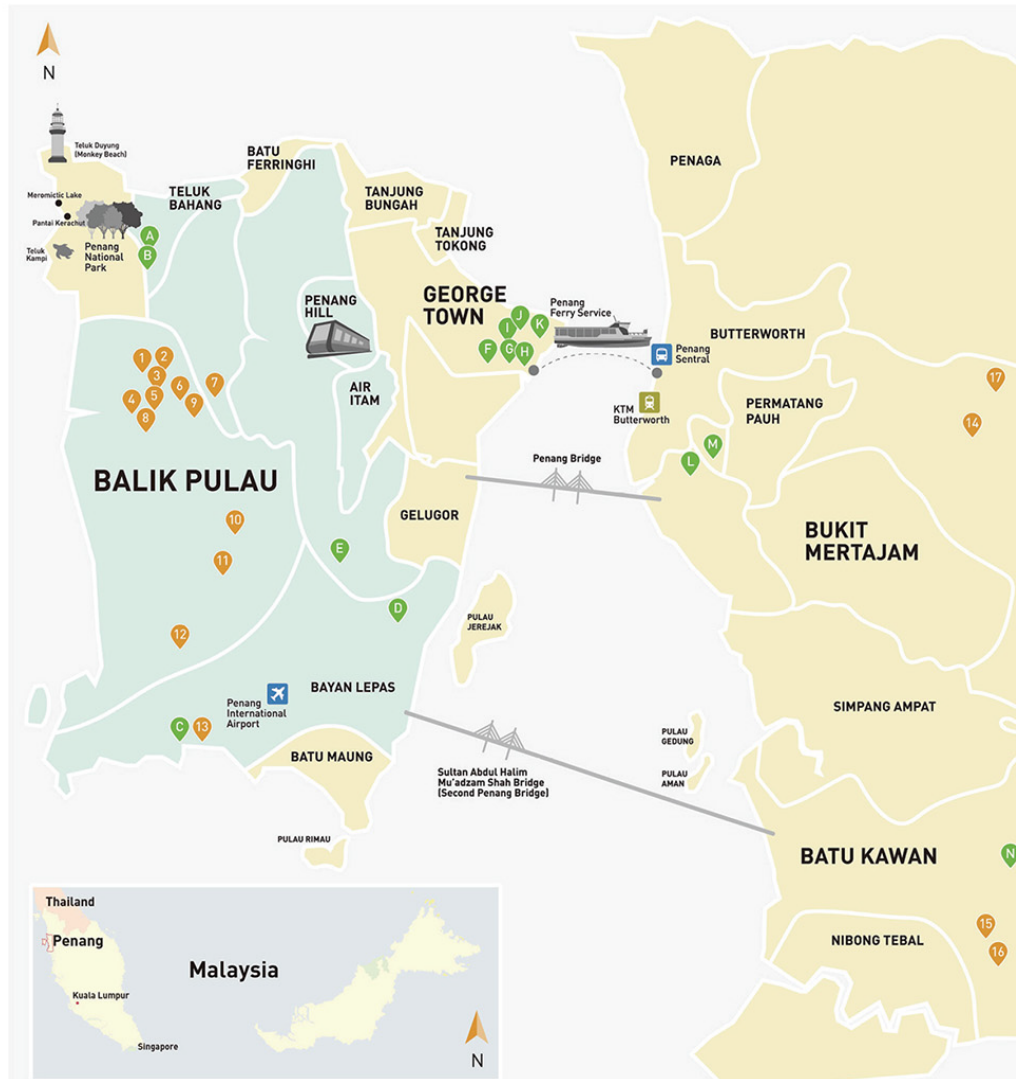 N
Teluk Duyung
(Monkey Beach)
Meromictic Lake
Pantai Kerachut
Teluk
Kampi
Penang
National
Park
A
B
TELUK
BAHANG
BATU
FERRINGHI
TANJUNG
BUNGAH
TANJUNG
TOKONG
PENAGA
PENANG
HILL
GEORGE
TOWN
J
I
K
F
G
H
Penang
Ferry Service
Penang
Sentral
BUTTERWORTH
KTM
Butterworth
PERMATANG
PAUH
17
14
M
L
1
2
3
4
5
6
7
8
9
AIR
ITAM
BALIK PULAU
Penang Bridge
GELUGOR
BUKIT
MERTAJAM
10
11
E
D
12
PULAU
JEREJAK
BAYAN LEPAS
Penang
International
Airport
C
13
BATU MAUNG
SIMPANG AMPAT
PULAU
GEDUNG
PULAU
AMAN
Sultan Abdul Halim
Mu'adzam Shah Bridge
(Second Penang Bridge)
PULAU RIMAU
BATU KAWAN
N
15
16
NIBONG TEBAL
Thailand
Penang
Malaysia
Kuala Lumpur
Singapore
N